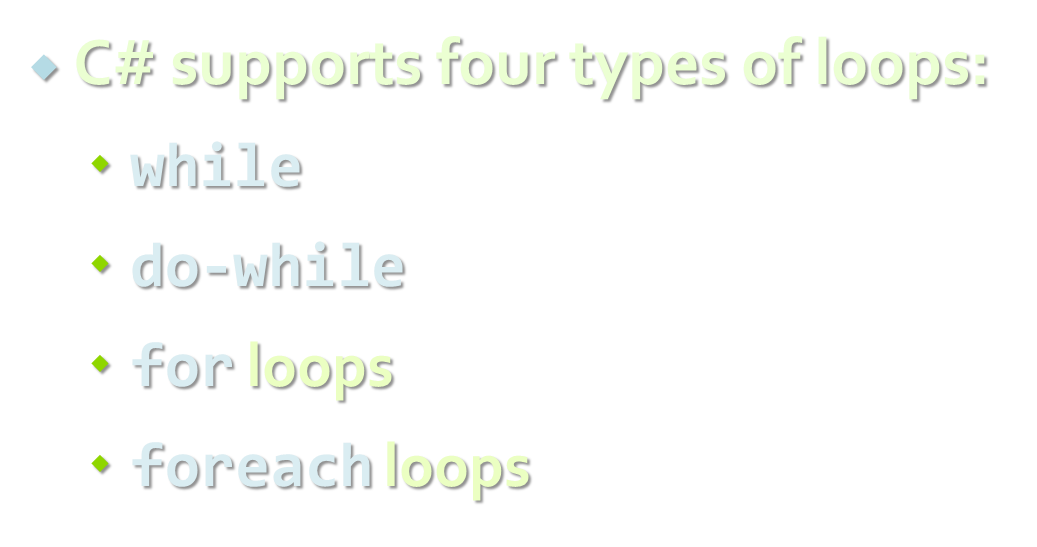 C# supports four types of loops:
while
do-while
for loops
foreach loops